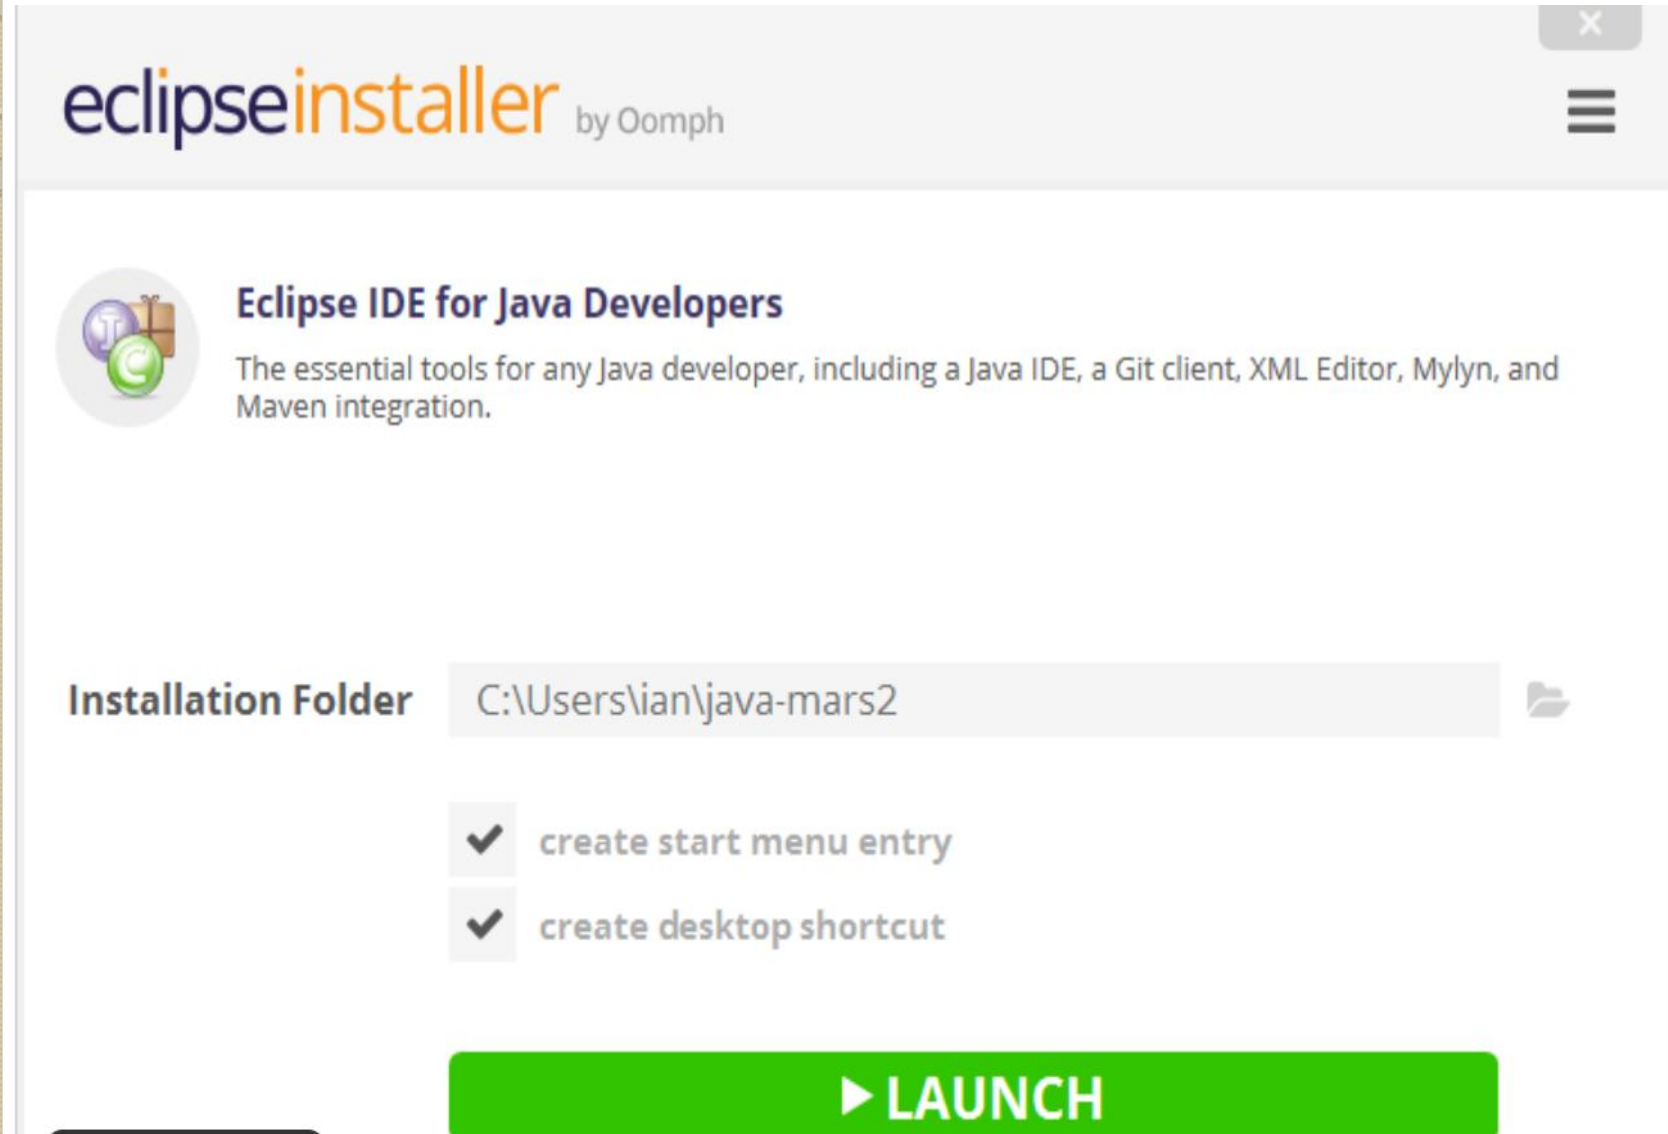 eclipseinstaller by Oomph
Eclipse IDE for Java Developers
The essential tools for any Java developer, including a Java IDE, a Git client, XML Editor, Mylyn, and
Maven integration.
Installation Folder C:\Users\ian\java-mars2
create start menu entry
create desktop shortcut
LAUNCH